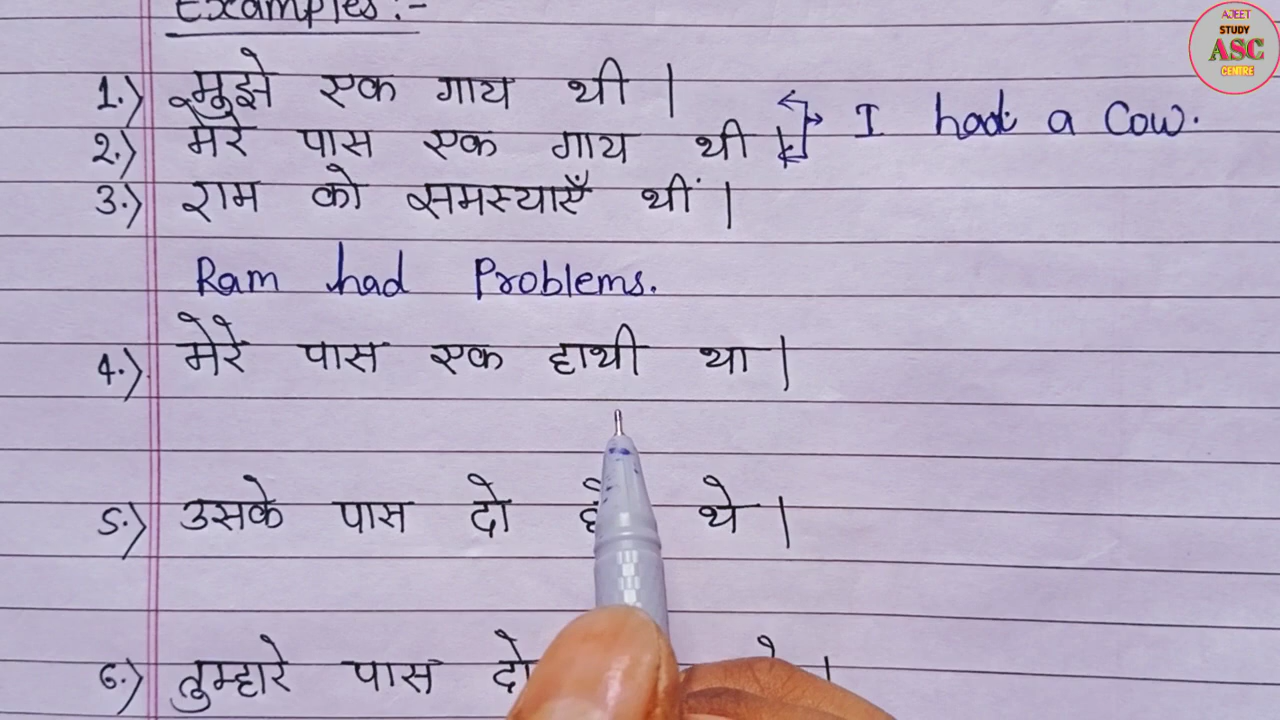 Examples:-
1.) मुझे एक गाय थी |
I had a Cow.
2.) मेरे पास एक गाय थी |
3.) राम को समस्याएँ थीं |
Ram had Problems.
4.) मेरे पास एक हाथी था |
5.) उसके पास दो थे |
6.) तुम्हारे पास दो |
AJEET
STUDY
ASC
CENTRE